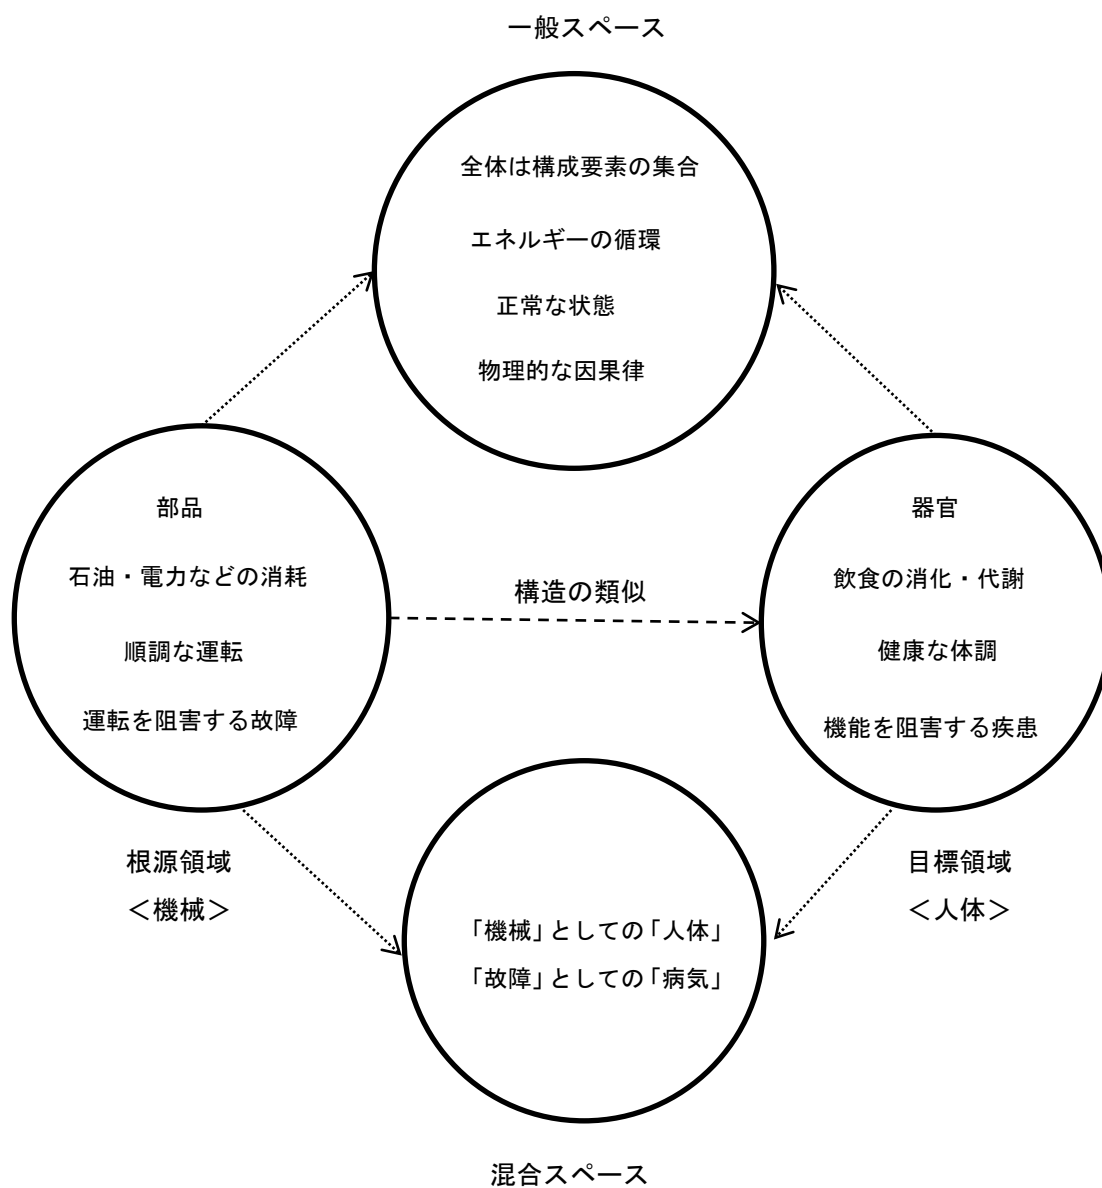 一般スペース
全体は構成要素の集合
エネルギーの循環
正常な状態
物理的な因果律
部品
石油・電力などの消耗
順調な運転
運転を阻害する故障
構造の類似
器官
飲食の消化・代謝
健康な体調
機能を阻害する疾患
根源領域
＜機械＞
目標領域
＜人体＞
「機械」としての「人体」
「故障」としての「病気」
混合スペース